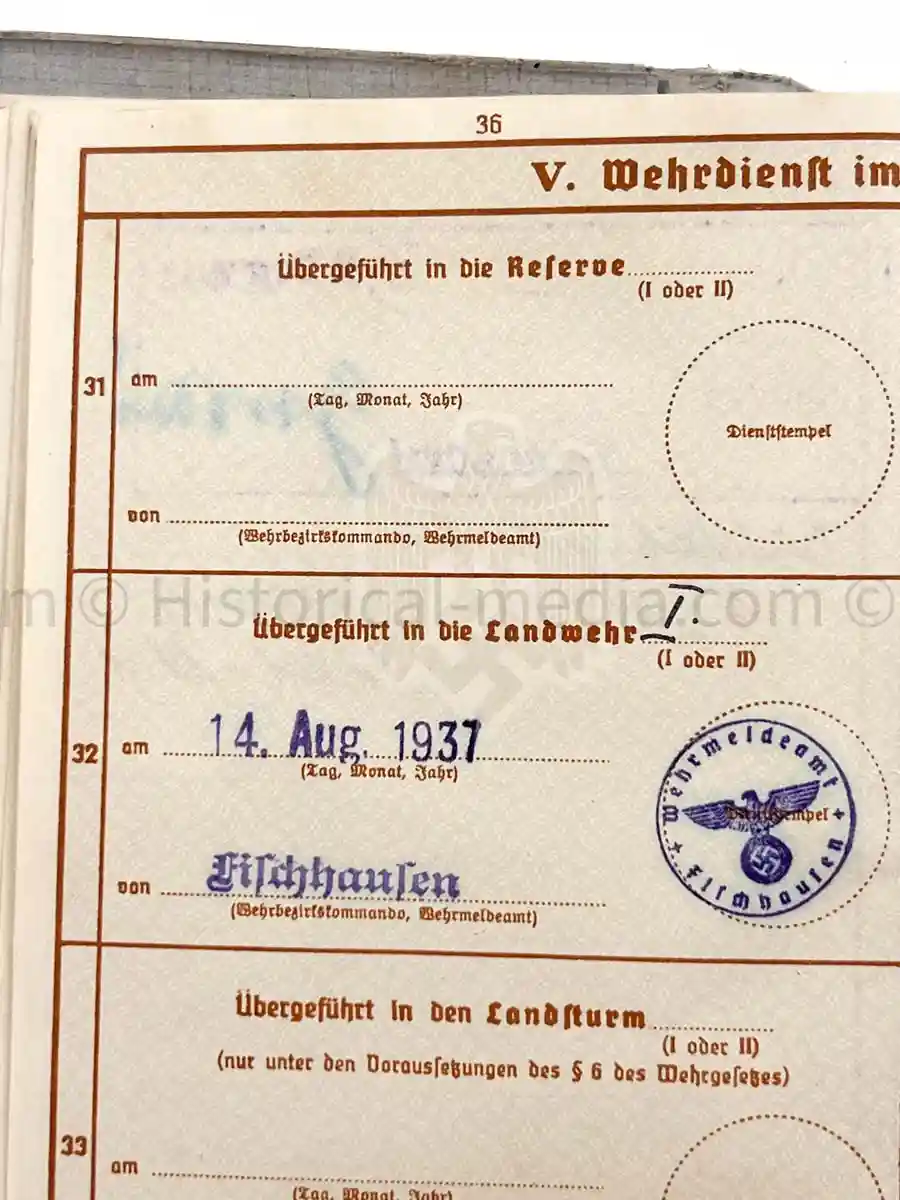 36
V. Wehrdienst im
Übergeführt in die Reserve
(I oder II)
31
am
(Tag, Monat, Jahr)
Dienststempel
von
(Wehrbezirkskommando, Wehrmeldeamt)
© Historical-media.com ©
Übergeführt in die Landwehr I.
(I oder II)
32
am 14. Aug. 1937
(Tag, Monat, Jahr)
Wehrmeldeamt
Dienststempel
+ Fischhausen +
von Fischhausen
(Wehrbezirkskommando, Wehrmeldeamt)
Übergeführt in den Landsturm
(I oder II)
(nur unter den Voraussetzungen des § 6 des Wehrgesetzes)
33
am
(Tag, Monat, Jahr)